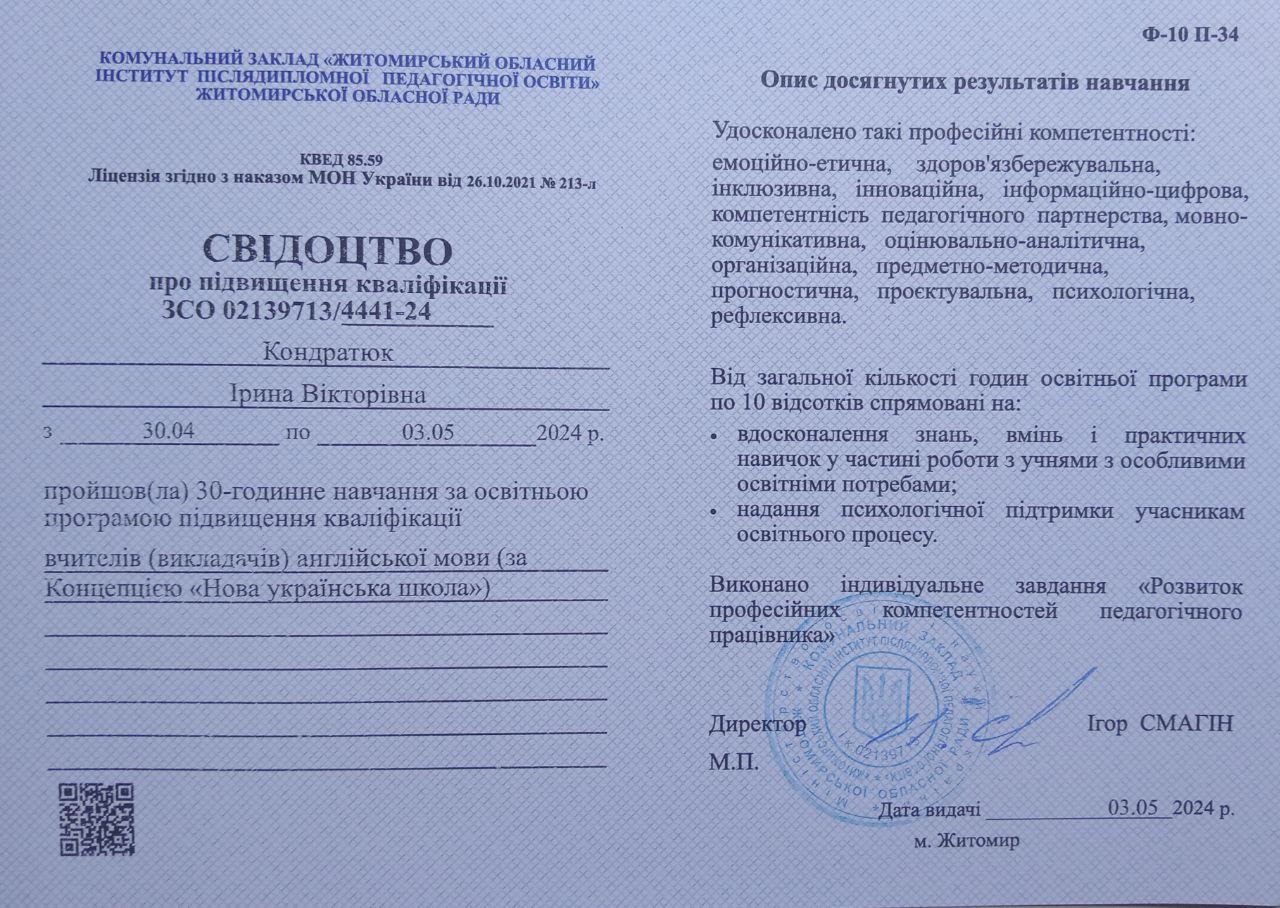 КОМУНАЛЬНИЙ ЗАКЛАД «ЖИТОМИРСЬКИЙ ОБЛАСНИЙ
ІНСТИТУТ ПІСЛЯДИПЛОМНОЇ ПЕДАГОГІЧНОЇ ОСВІТИ»
ЖИТОМИРСЬКОЇ ОБЛАСНОЇ РАДИ
КВЕД 85.59
Ліцензія згідно з наказом МОН України від 26.10.2021 № 213-л
СВІДОЦТВО
про підвищення кваліфікації
ЗСО 02139713/4441-24
Кондратюк
Ірина Вікторівна
з 30.04 по 03.05 2024 р.
пройшов(ла) 30-годинне навчання за освітньою
програмою підвищення кваліфікації
вчителів (викладачів) англійської мови (за
Концепцією «Нова українська школа»)
Ф-10 П-34
Опис досягнутих результатів навчання
Удосконалено такі професійні компетентності:
емоційно-етична, здоров'язбережувальна,
інклюзивна, інноваційна, інформаційно-цифрова,
компетентність педагогічного партнерства, мовно-
комунікативна, оцінювально-аналітична,
організаційна, предметно-методична,
прогностична, проєктувальна, психологічна,
рефлексивна.
Від загальної кількості годин освітньої програми
по 10 відсотків спрямовані на:
• вдосконалення знань, вмінь і практичних
навичок у частині роботи з учнями з особливими
освітніми потребами;
• надання психологічної підтримки учасникам
освітнього процесу.
Виконано індивідуальне завдання «Розвиток
професійних компетентностей педагогічного
працівника»
Директор Ігор СМАГІН
М.П.
Міністерство освіти і науки України
КОМУНАЛЬНИЙ ЗАКЛАД
ЖИТОМИРСЬКОЇ ОБЛАСНОЇ РАДИ
«ЖИТОМИРСЬКИЙ ОБЛАСНИЙ ІНСТИТУТ ПІСЛЯДИПЛОМНОЇ ПЕДАГОГІЧНОЇ ОСВІТИ»
і.к.02139713
Дата видачі 03.05 2024 р.
м. Житомир